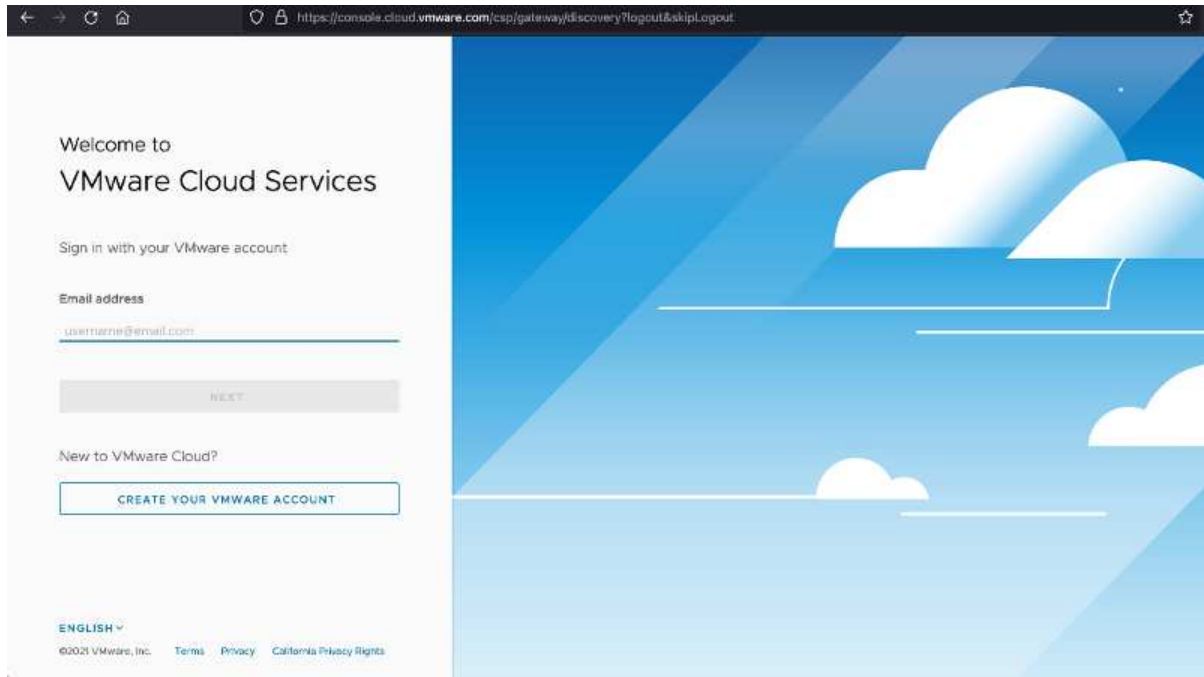 https://console.cloud.vmware.com/csp/gateway/discovery?logout&skipLogout
Welcome to
VMware Cloud Services
Sign in with your VMware account
Email address
username@email.com
NEXT
New to VMware Cloud?
CREATE YOUR VMWARE ACCOUNT
ENGLISH
©2021 VMware, Inc. Terms Privacy California Privacy Rights